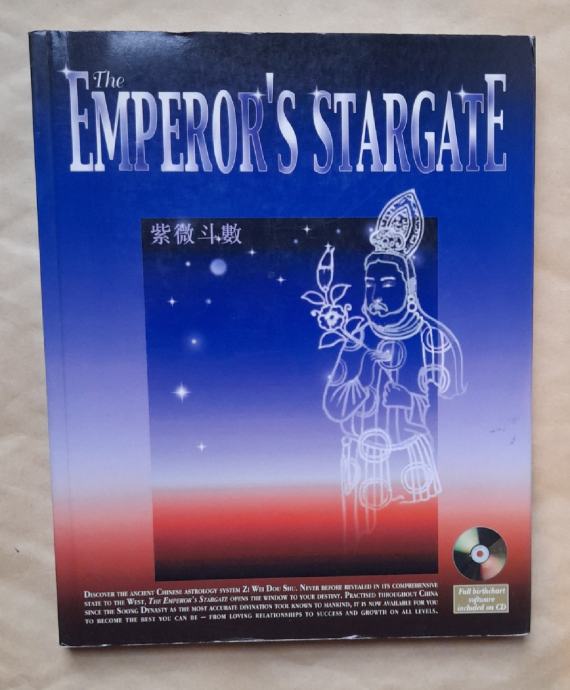 The
EMPEROR'S STARGATE
紫微斗數
DISCOVER THE ANCIENT CHINESE ASTROLOGY SYSTEM ZI WEI DOU SHU. NEVER BEFORE REVEALED IN ITS COMPREHENSIVE
STATE TO THE WEST, THE EMPEROR'S STARGATE OPENS THE WINDOW TO YOUR DESTINY. PRACTISED THROUGHOUT CHINA
SINCE THE SOONG DYNASTY AS THE MOST ACCURATE DIVINATION TOOL KNOWN TO MANKIND, IT IS NOW AVAILABLE FOR YOU
TO BECOME THE BEST YOU CAN BE — FROM LOVING RELATIONSHIPS TO SUCCESS AND GROWTH ON ALL LEVELS.
Full birthchart
software
included on CD